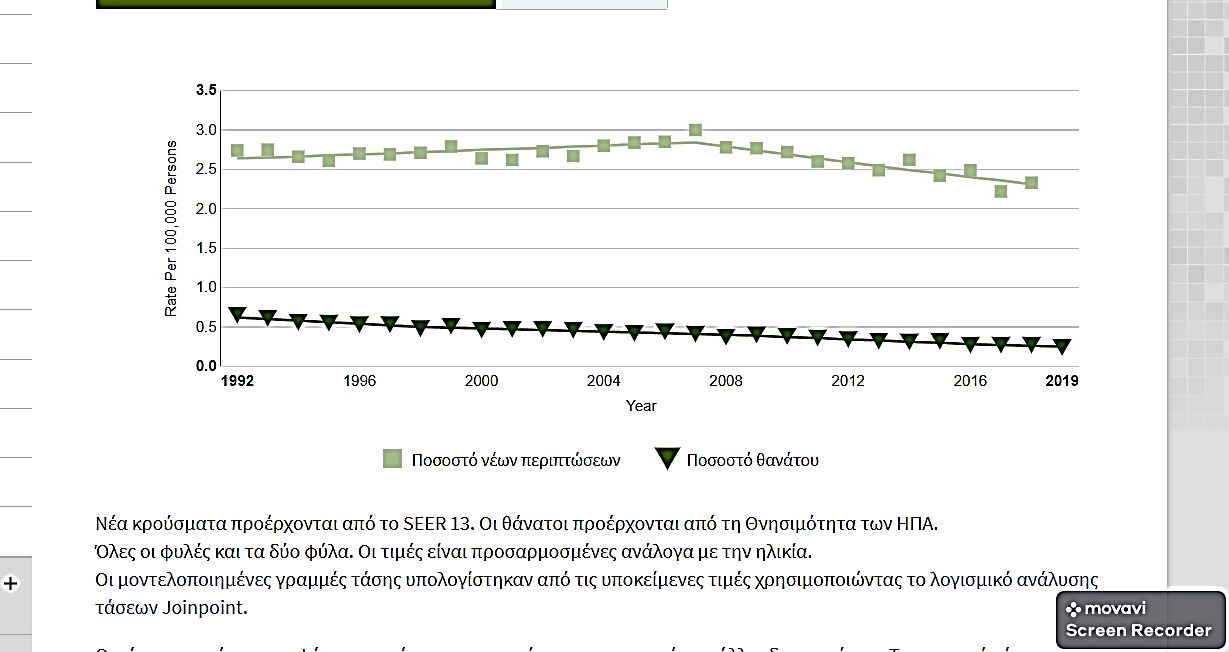 3.5
3.0
2.5
2.0
1.5
1.0
0.5
0.0
Rate Per 100,000 Persons
1992 1996 2000 2004 2008 2012 2016 2019
Year
Ποσοστό νέων περιπτώσεων Ποσοστό θανάτου
Νέα κρούσματα προέρχονται από το SEER 13. Οι θάνατοι προέρχονται από τη Θνησιμότητα των ΗΠΑ.
Όλες οι φυλές και τα δύο φύλα. Οι τιμές είναι προσαρμοσμένες ανάλογα με την ηλικία.
Οι μοντελοποιημένες γραμμές τάσης υπολογίστηκαν από τις υποκείμενες τιμές χρησιμοποιώντας το λογισμικό ανάλυσης
τάσεων Joinpoint.
+
movavi
Screen Recorder